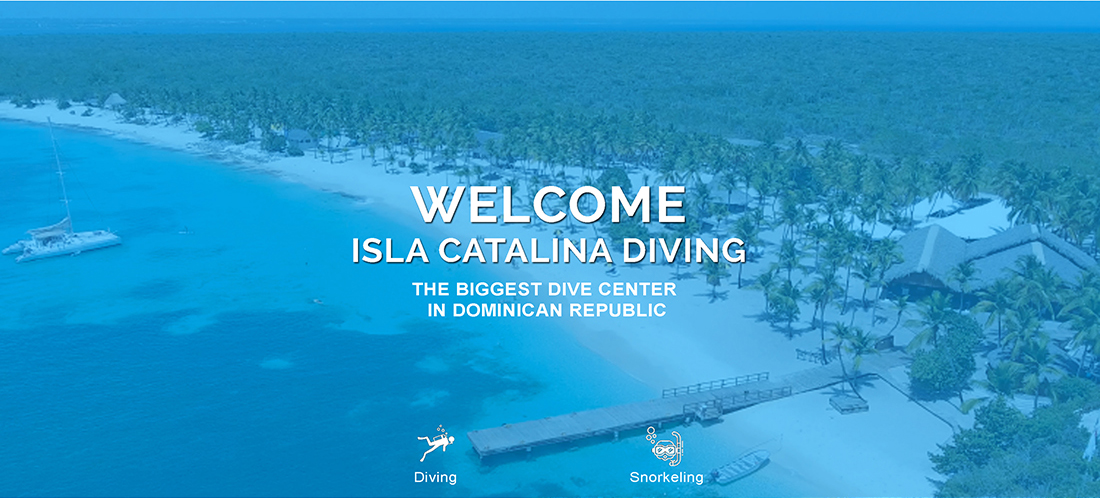 WELCOME
ISLA CATALINA DIVING
THE BIGGEST DIVE CENTER
IN DOMINICAN REPUBLIC
Diving
Snorkeling